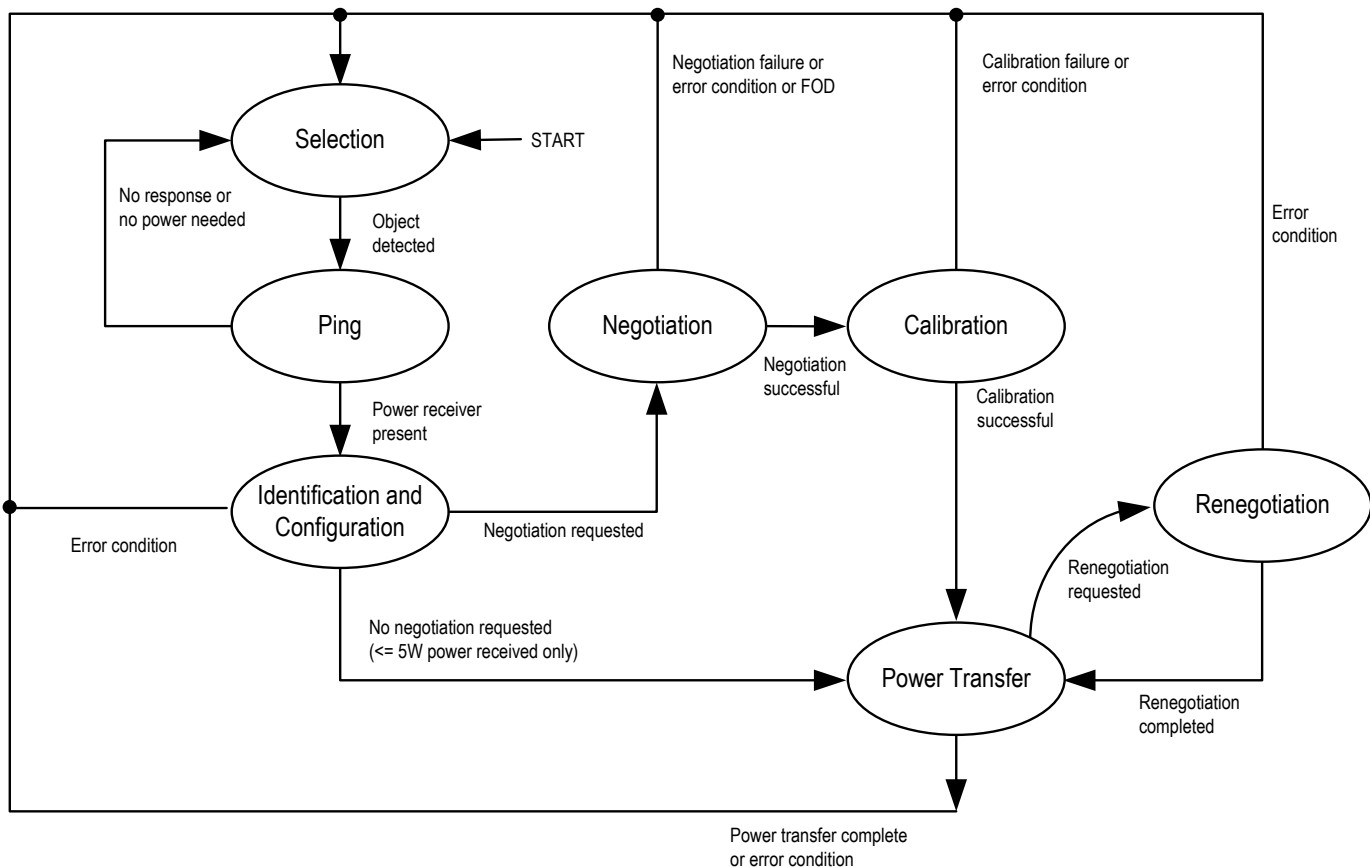 Negotiation failure or
error condition or FOD
Calibration failure or
error condition
Selection
START
No response or
no power needed
Object
detected
Error
condition
Ping
Negotiation
Calibration
Negotiation
successful
Power receiver
present
Calibration
successful
Identification and
Configuration
Error condition
Negotiation requested
Renegotiation
Renegotiation
requested
No negotiation requested
(<= 5W power received only)
Power Transfer
Renegotiation
completed
Power transfer complete
or error condition